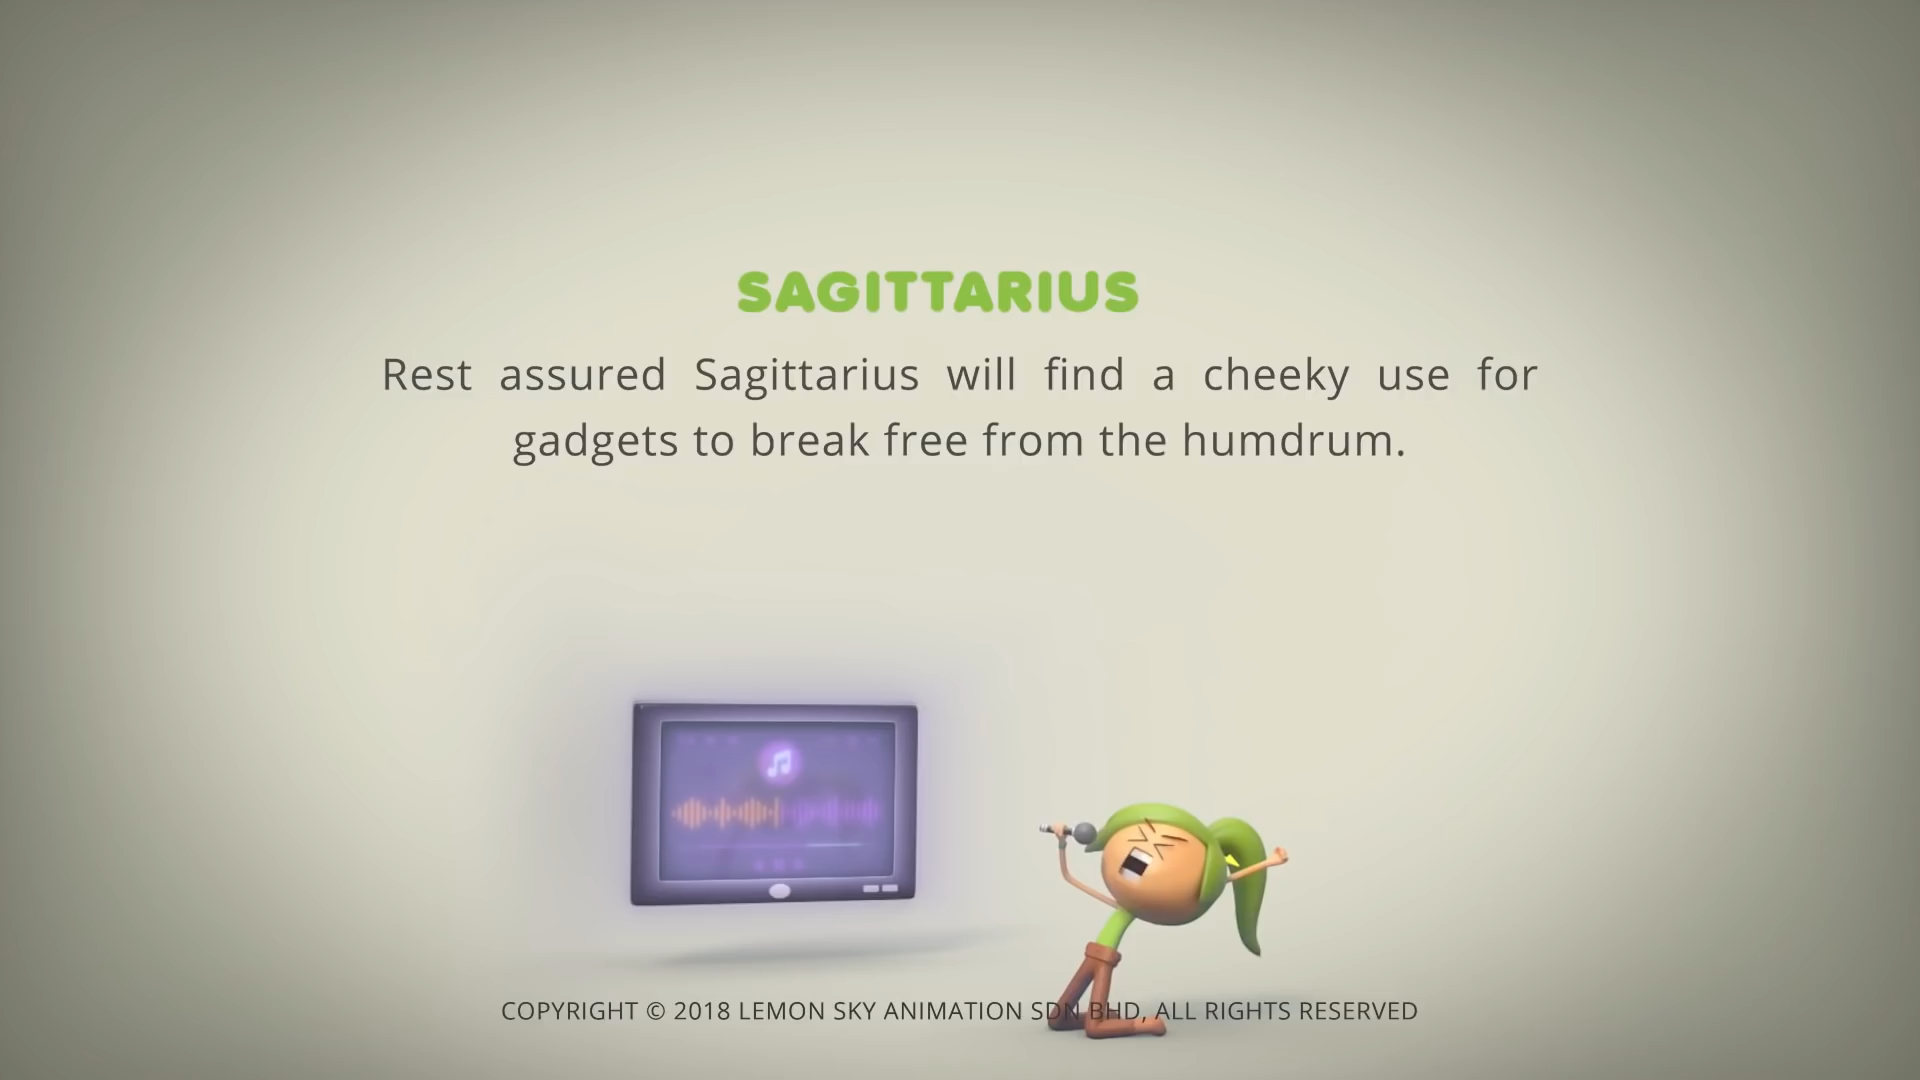 SAGITTARIUS
Rest assured Sagittarius will find a cheeky use for
gadgets to break free from the humdrum.
COPYRIGHT © 2018 LEMON SKY ANIMATION SDN BHD, ALL RIGHTS RESERVED